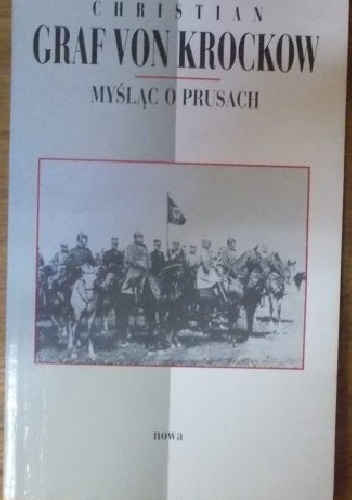 CHRISTIAN
GRAF VON KROCKOW
MYŚLĄC O PRUSACH
nowa